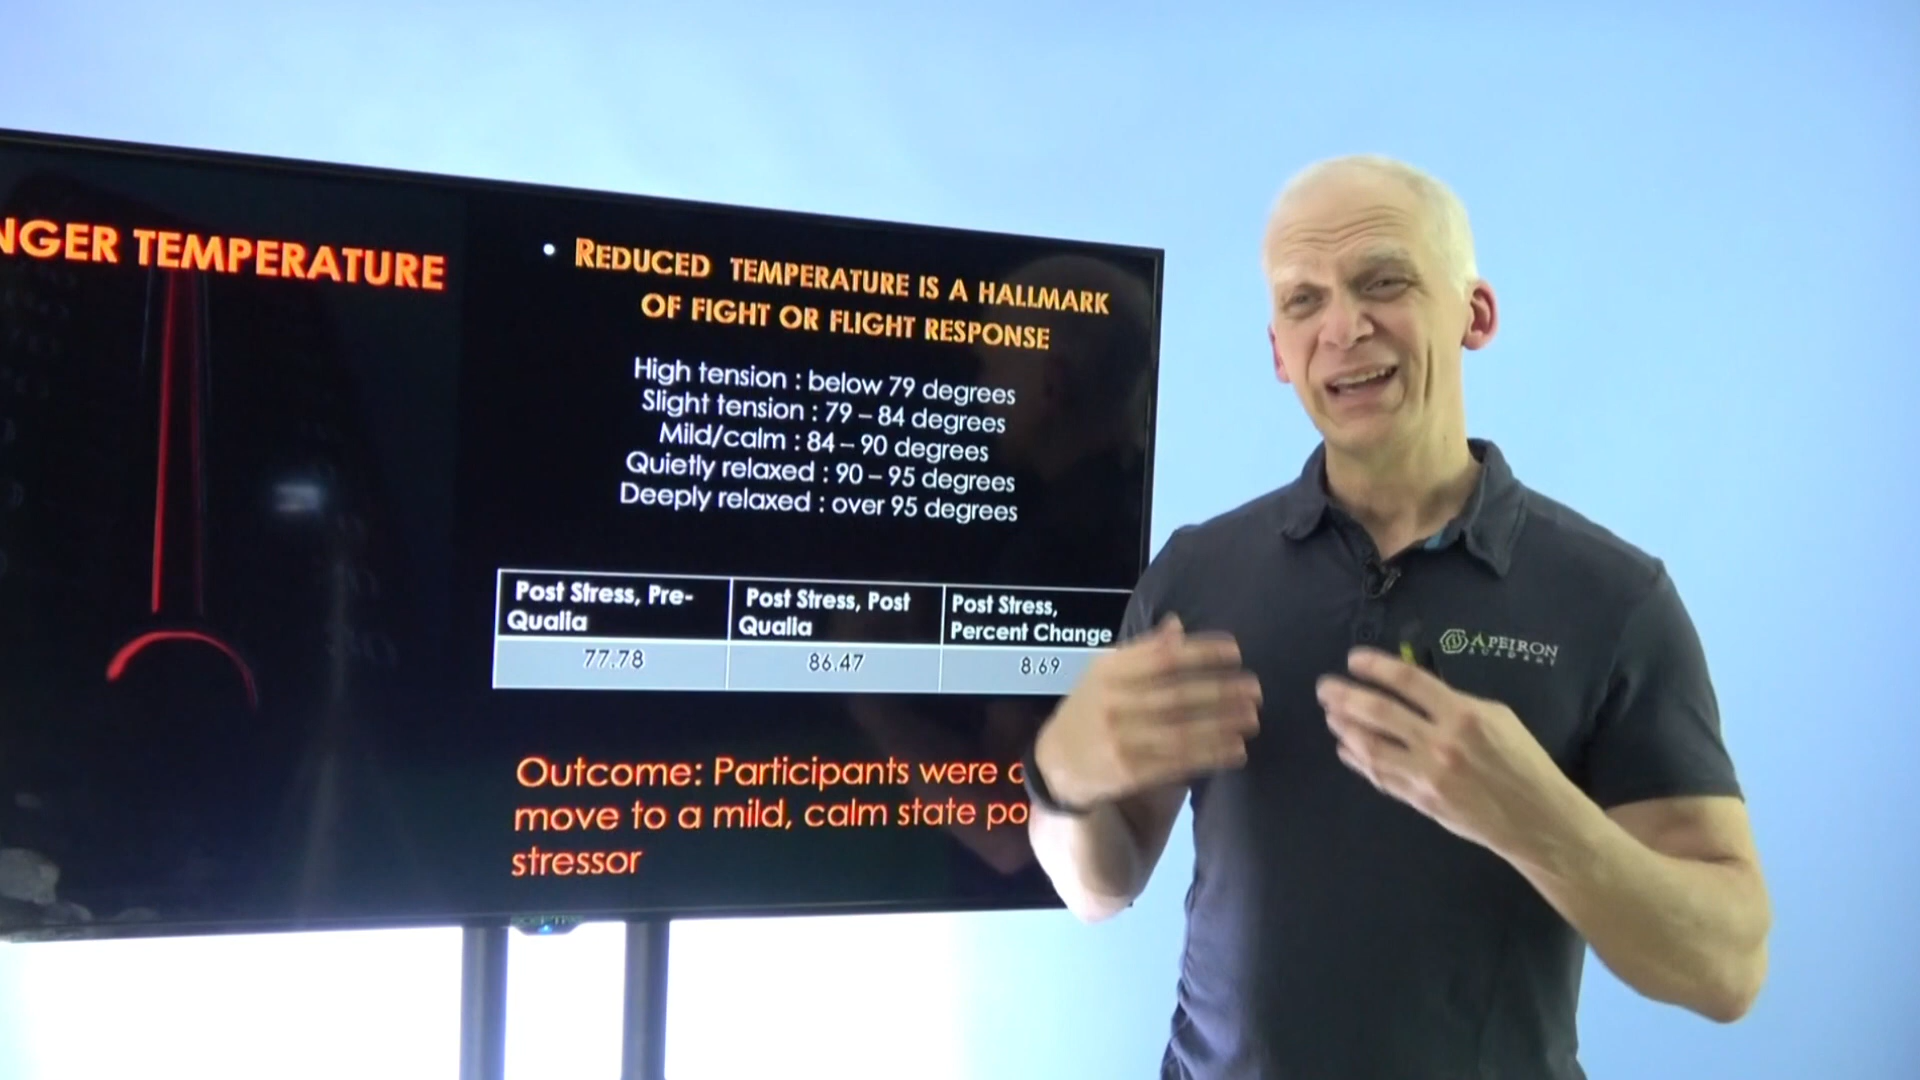 NGER TEMPERATURE
• REDUCED TEMPERATURE IS A HALLMARK
OF FIGHT OR FLIGHT RESPONSE
High tension : below 79 degrees
Slight tension : 79 – 84 degrees
Mild/calm : 84 – 90 degrees
Quietly relaxed : 90 – 95 degrees
Deeply relaxed : over 95 degrees
Post Stress, Pre-
Qualia
Post Stress, Post
Qualia
Post Stress,
Percent Change
77.78
86.47
8.69
Outcome: Participants were
move to a mild, calm state po
stressor
APEIRON
ACADEMY